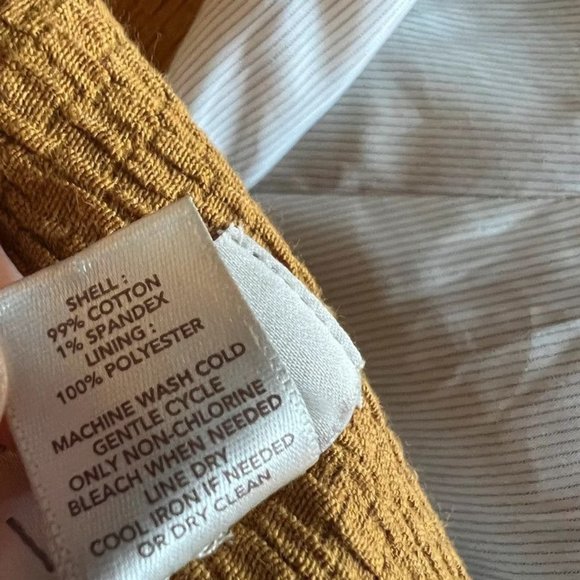 SHELL :
99% COTTON
1% SPANDEX
LINING :
100% POLYESTER
MACHINE WASH COLD
GENTLE CYCLE
ONLY NON-CHLORINE
BLEACH WHEN NEEDED
LINE DRY
COOL IRON IF NEEDED
OR DRY CLEAN